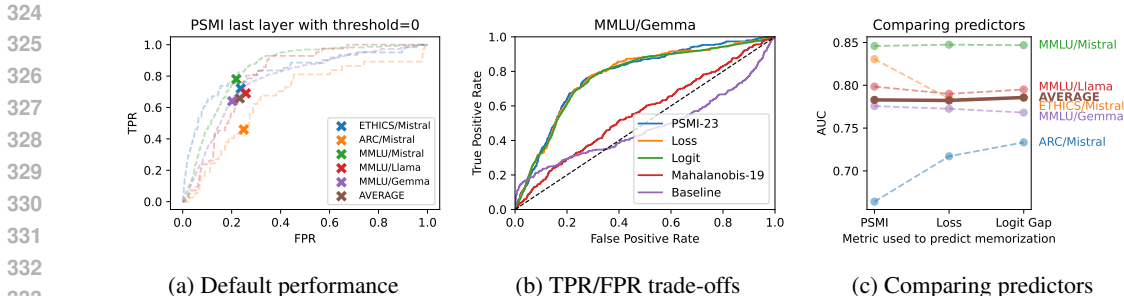 324
325
326
327
328
329
330
331
332
PSMI last layer with threshold=0
TPR
1.0
0.8
0.6
0.4
0.2
0.0
0.0 0.2 0.4 0.6 0.8 1.0
FPR
ETHICS/Mistral
ARC/Mistral
MMLU/Mistral
MMLU/Llama
MMLU/Gemma
AVERAGE
(a) Default performance
MMLU/Gemma
True Positive Rate
1.0
0.8
0.6
0.4
0.2
0.0
0.0 0.2 0.4 0.6 0.8 1.0
False Positive Rate
PSMI-23
Loss
Logit
Mahalanobis-19
Baseline
(b) TPR/FPR trade-offs
Comparing predictors
AUC
0.85
0.80
0.75
0.70
PSMI Loss Logit Gap
Metric used to predict memorization
MMLU/Mistral
MMLU/Llama
AVERAGE
ETHICS/Mistral
MMLU/Gemma
ARC/Mistral
(c) Comparing predictors